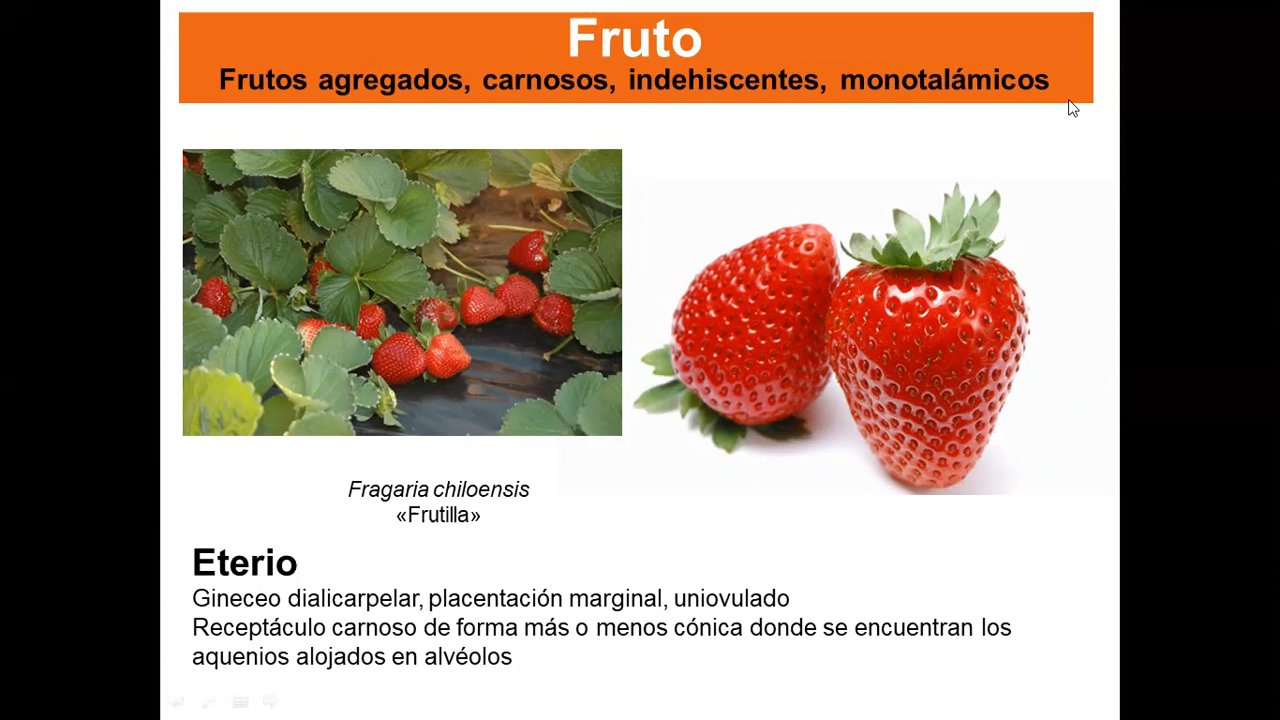 Fruto
Frutos agregados, carnosos, indehiscentes, monotalámicos
Fragaria chiloensis
«Frutilla»
Eterio
Gineceo dialicarpelar, placentación marginal, uniovulado
Receptáculo carnoso de forma más o menos cónica donde se encuentran los
aquenios alojados en alvéolos